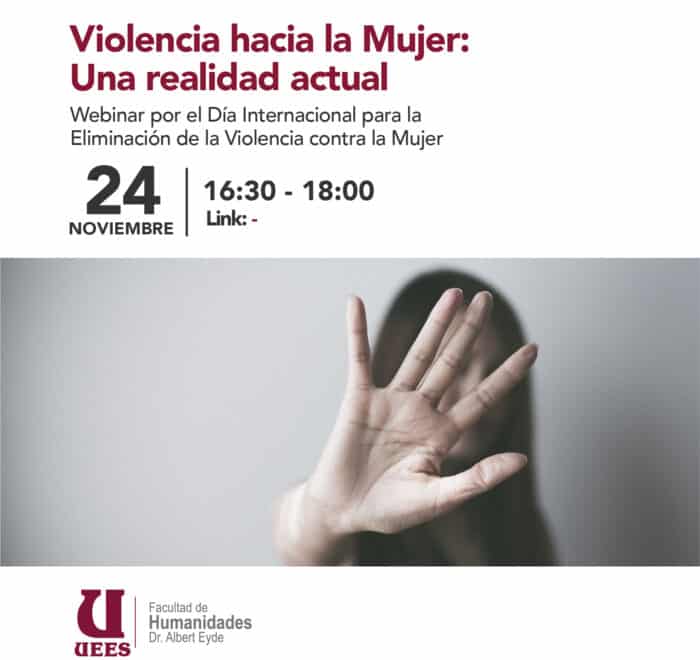 Violencia hacia la Mujer:
Una realidad actual
Webinar por el Día Internacional para la
Eliminación de la Violencia contra la Mujer
24
NOVIEMBRE
16:30 - 18:00
Link: -
U
UEES
Facultad de
Humanidades
Dr. Albert Eyde